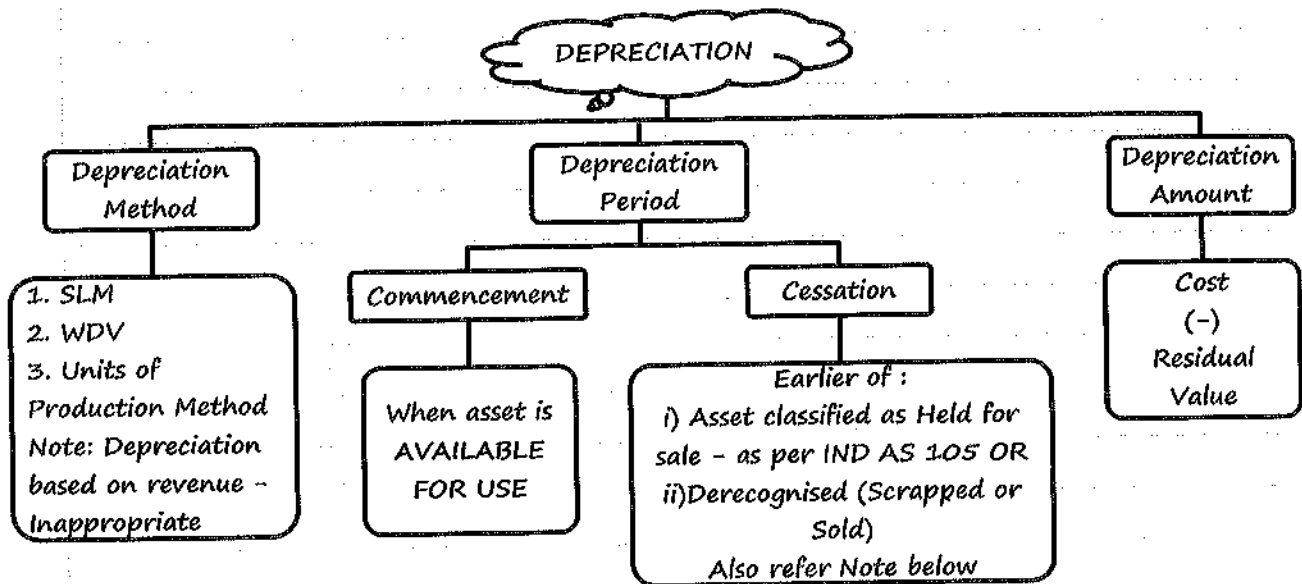 DEPRECIATION
Depreciation
Method
Depreciation
Period
Depreciation
Amount
1. SLM
2. WDV
3. Units of
Production Method
Note: Depreciation
based on revenue -
Inappropriate
Commencement
Cessation
When asset is
AVAILABLE
FOR USE
Earlier of :
i) Asset classified as Held for
sale - as per IND AS 105 OR
ii)Derecognised (Scrapped or
Sold)
Also refer Note below
Cost
(-)
Residual
Value